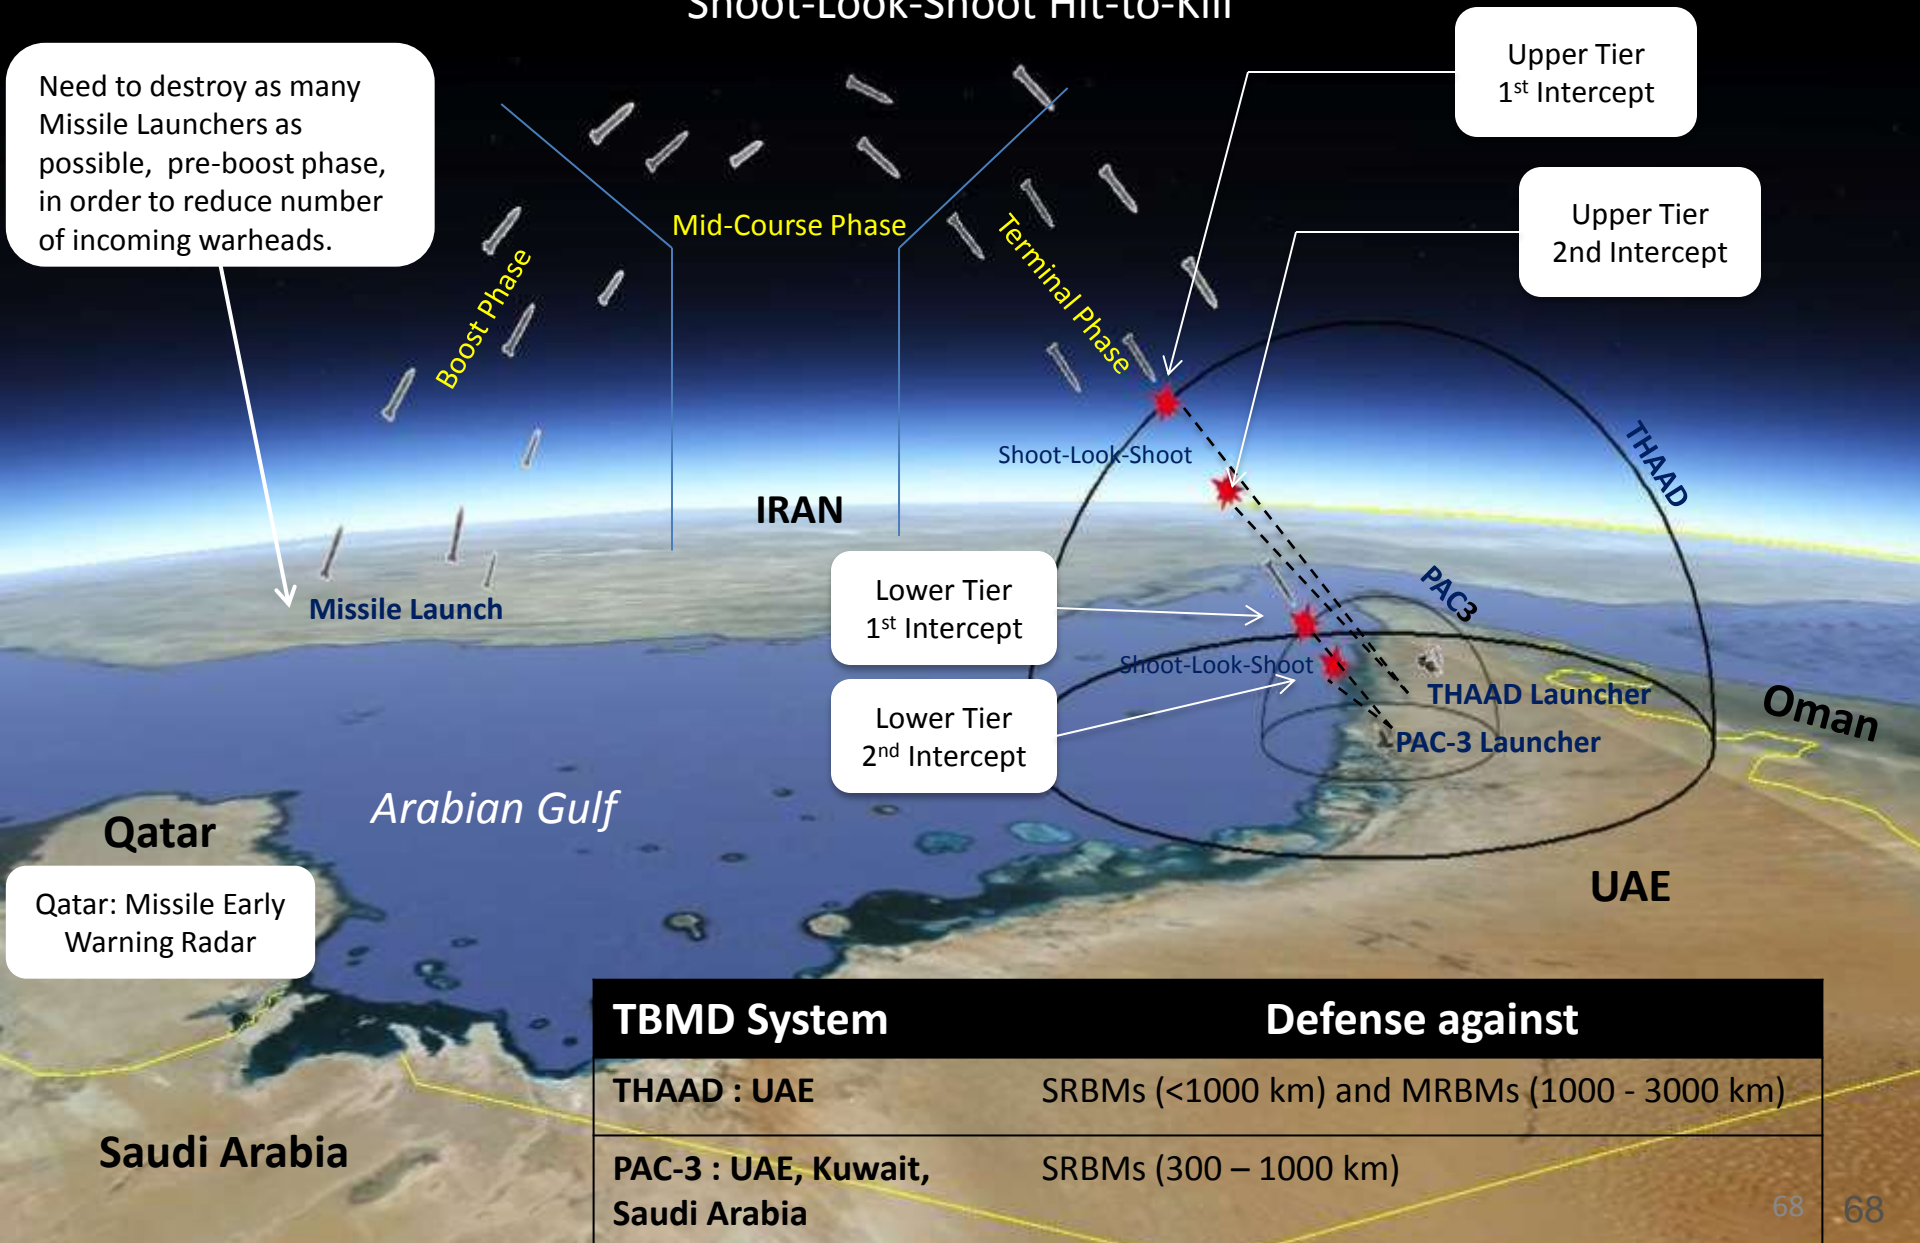 Shoot-Look-Shoot Hit-to-Kill
Need to destroy as many
Missile Launchers as
possible, pre-boost phase,
in order to reduce number
of incoming warheads.
Upper Tier
1st Intercept
Upper Tier
2nd Intercept
Mid-Course Phase
Boost Phase
Terminal Phase
Shoot-Look-Shoot
THAAD
IRAN
PAC3
Missile Launch
Lower Tier
1st Intercept
Shoot-Look-Shoot
Lower Tier
2nd Intercept
THAAD Launcher
PAC-3 Launcher
Oman
Arabian Gulf
Qatar
UAE
Qatar: Missile Early
Warning Radar
Saudi Arabia
TBMD System Defense against
THAAD : UAE SRBMs (<1000 km) and MRBMs (1000 - 3000 km)
PAC-3 : UAE, Kuwait, SRBMs (300 – 1000 km)
Saudi Arabia
68 68